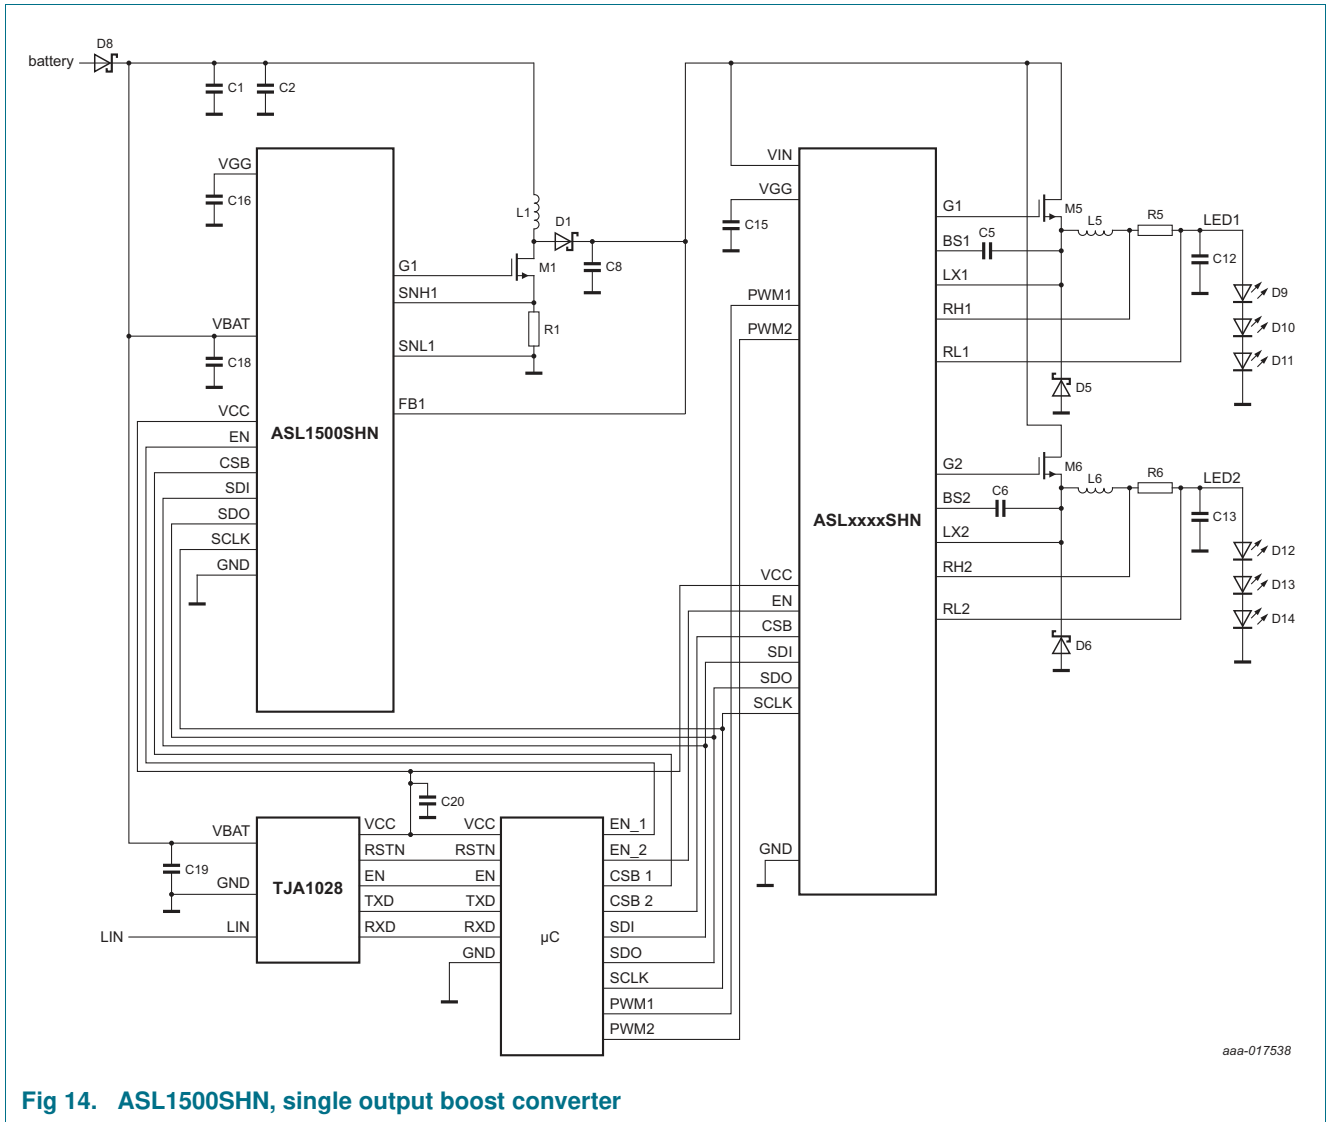 D8
battery
C1
C2
VGG
C16
L1
D1
G1
M1
C8
SNH1
R1
SNL1
VBAT
C18
FB1
VCC
EN
CSB
SDI
SDO
SCLK
GND
ASL1500SHN
VIN
VGG
C15
PWM1
PWM2
ASLxxxxSHN
VCC
EN
CSB
SDI
SDO
SCLK
GND
G1
M5
BS1
C5
L5
R5
LED1
C12
LX1
RH1
RL1
D9
D10
D11
D5
G2
M6
BS2
C6
L6
R6
LED2
C13
LX2
RH2
RL2
D12
D13
D14
D6
C20
VBAT
C19
GND
LIN
LIN
TJA1028
VCC
RSTN
EN
TXD
RXD
VCC
RSTN
EN
TXD
RXD
GND
µC
EN_1
EN_2
CSB 1
CSB 2
SDI
SDO
SCLK
PWM1
PWM2
aaa-017538
Fig 14. ASL1500SHN, single output boost converter